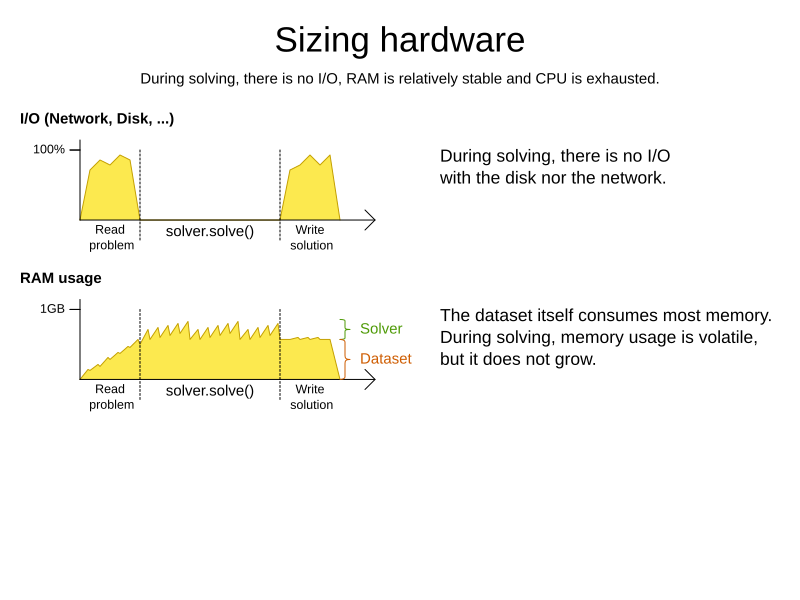 Sizing hardware
During solving, there is no I/O, RAM is relatively stable and CPU is exhausted.
I/O (Network, Disk, ...)
100%
Read
problem
solver.solve()
Write
solution
During solving, there is no I/O
with the disk nor the network.
RAM usage
1GB
Solver
Dataset
Read
problem
solver.solve()
Write
solution
The dataset itself consumes most memory.
During solving, memory usage is volatile,
but it does not grow.